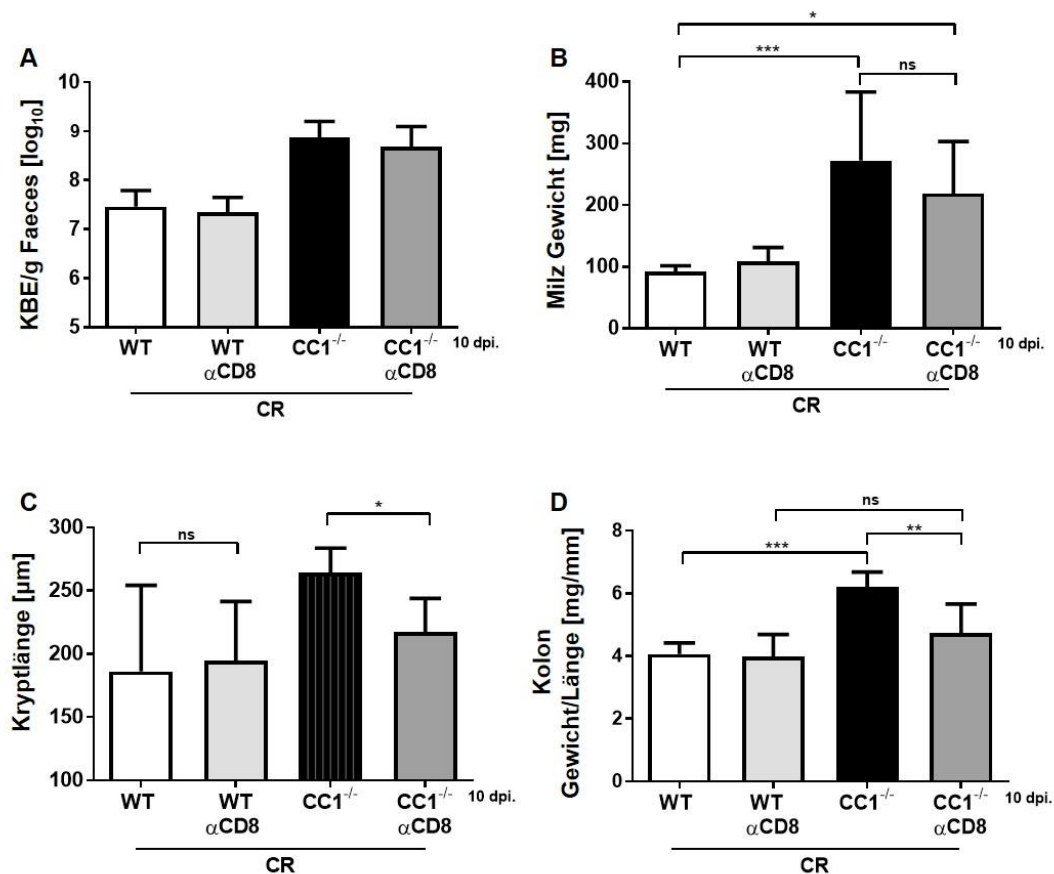 A
KBE/g Faeces [log10]
10
9
8
7
6
5
WT
WT
αCD8
CC1-/-
CC1-/-
αCD8
10 dpi.
CR
B
Milz Gewicht [mg]
*
***
ns
400
300
200
100
0
WT
WT
αCD8
CC1-/-
CC1-/-
αCD8
10 dpi.
CR
C
Kryptlänge [µm]
ns
*
300
250
200
150
100
WT
WT
αCD8
CC1-/-
CC1-/-
αCD8
10 dpi.
CR
D
Kolon
Gewicht/Länge [mg/mm]
ns
**
***
8
6
4
2
0
WT
WT
αCD8
CC1-/-
CC1-/-
αCD8
10 dpi.
CR